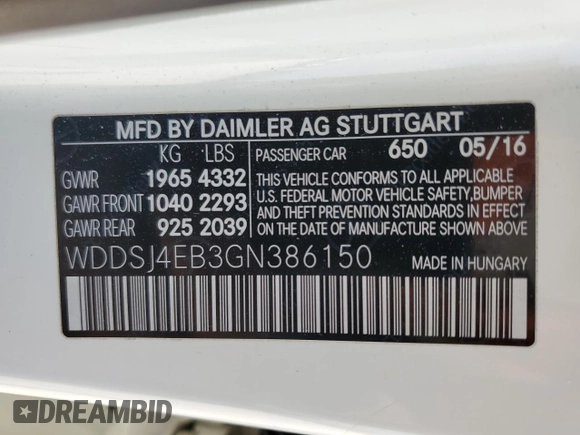 MFD BY DAIMLER AG STUTTGART
KG LBS
GVWR 1965 4332
GAWR FRONT 1040 2293
GAWR REAR 925 2039
PASSENGER CAR 650 05/16
THIS VEHICLE CONFORMS TO ALL APPLICABLE
U.S. FEDERAL MOTOR VEHICLE SAFETY, BUMPER
AND THEFT PREVENTION STANDARDS IN EFFECT
ON THE DATE OF MANUFACTURE SHOWN ABOVE.
WDDSJ4EB3GN386150 MADE IN HUNGARY
DREAMBID